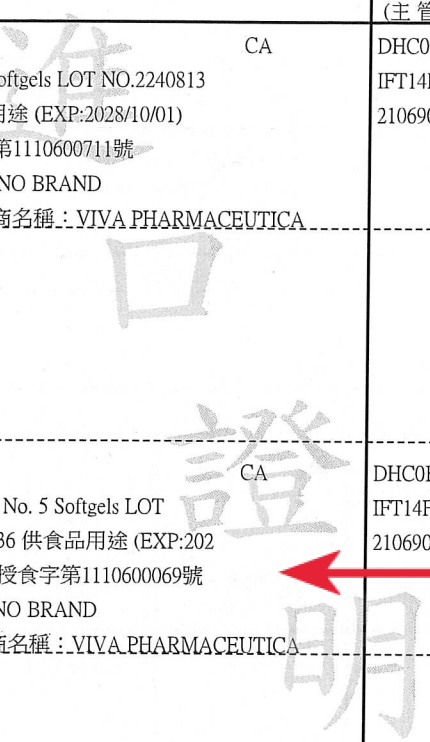 (主 管
CA
DHC0
oftgels LOT NO.2240813
IFT14
用途 (EXP:2028/10/01)
21069
第1110600711號
NO BRAND
商名稱：VIVA PHARMACEUTICA
CA
DHC0
No. 5 Softgels LOT
IFT14F
36 供食品用途 (EXP:202
210690
授食字第1110600069號
NO BRAND
商名稱：VIVA PHARMACEUTICA
進
口
證
明